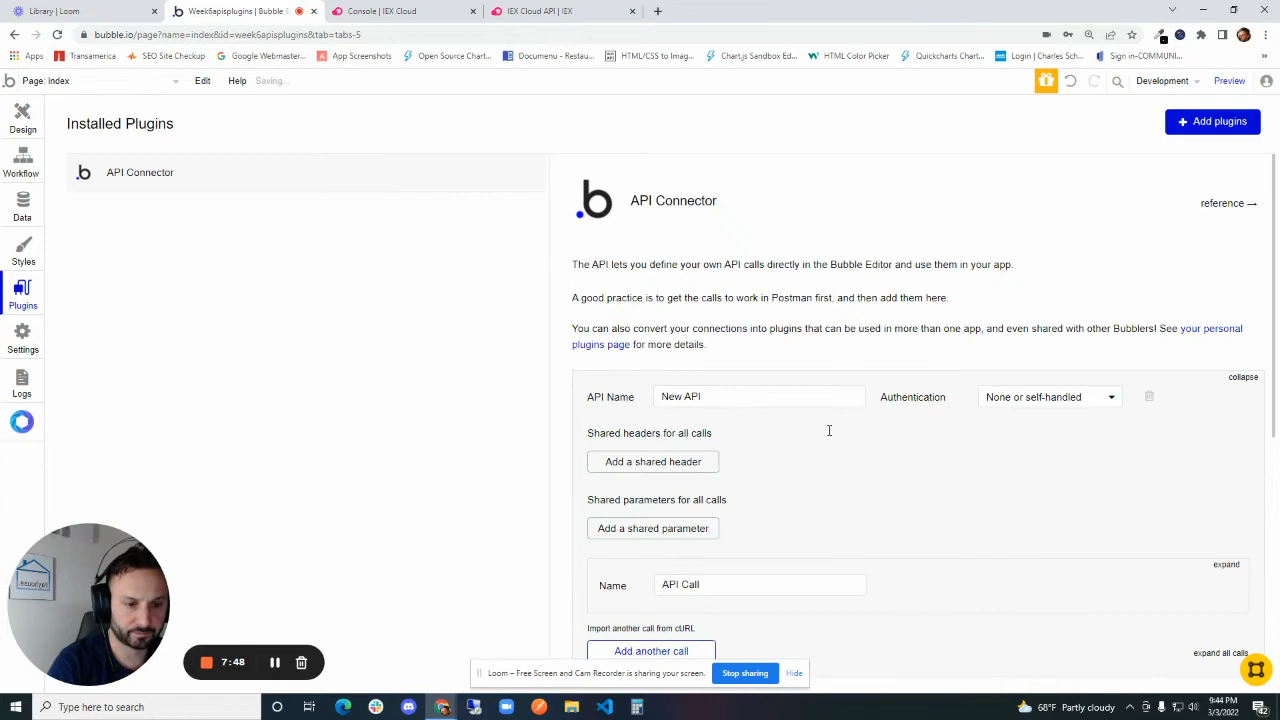 Library | Loom
Week6apisplugins | Bubble E
Console | IEX Cloud
IEX Cloud API | IEX
bubble.io/page?name=index&id=week6apisplugins&tab=tabs-5
Apps
Transamerica
SEO Site Checkup
Google Webmaster...
App Screenshots
Open Source Chart...
Documenu - Restau...
HTML/CSS to Imag...
Chart.js Sandbox Ed...
HTML Color Picker
Quickcharts Chart...
Login | Charles Sch...
Sign in-COMMUNI...
Page: Index
Edit
Help
Saving...
Development
Preview
Design
Workflow
Data
Styles
Plugins
Settings
Logs
Installed Plugins
+ Add plugins
API Connector
API Connector
reference →
The API lets you define your own API calls directly in the Bubble Editor and use them in your app.
A good practice is to get the calls to work in Postman first, and then add them here.
You can also convert your connections into plugins that can be used in more than one app, and even shared with other Bubblers! See your personal
plugins page for more details.
collapse
API Name
New API
Authentication
None or self-handled
Shared headers for all calls
Add a shared header
Shared parameters for all calls
Add a shared parameter
expand
Name
API Call
Import another call from cURL
Add another call
expand all calls
7:48
Loom – Free Screen and Cam Recorder is sharing your screen.
Stop sharing
Hide
Type here to search
68°F Partly cloudy
9:44 PM
3/3/2022
42